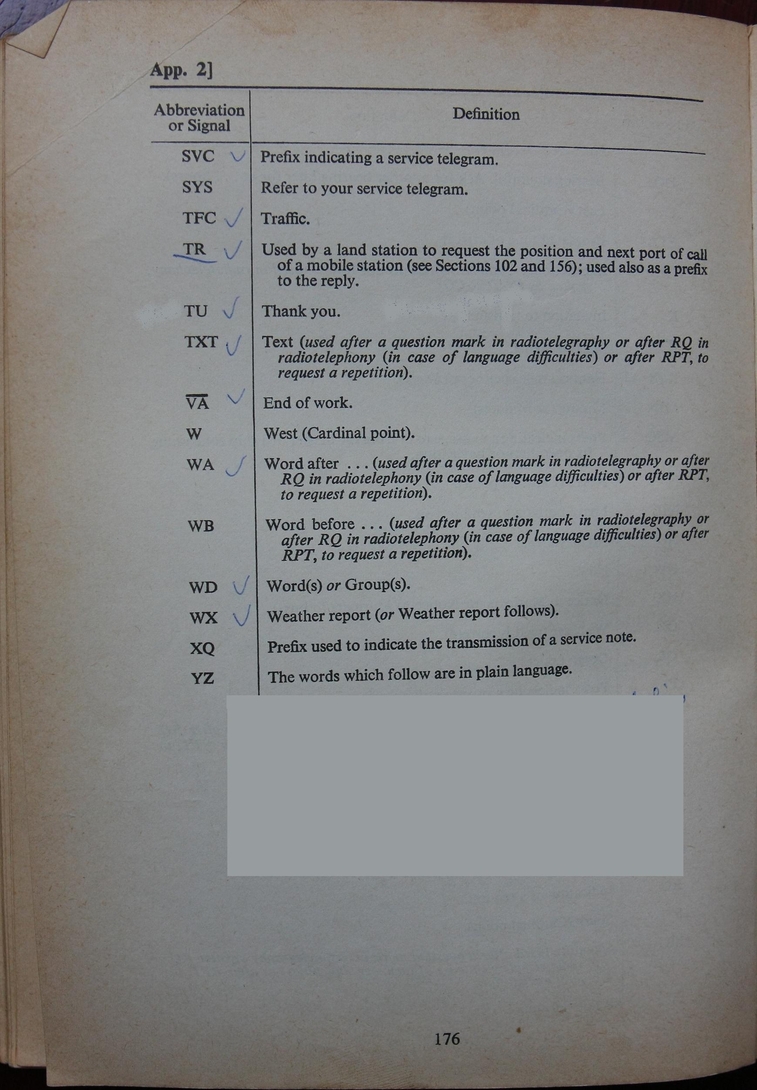 App. 2]
Abbreviation
or Signal
Definition
SVC Prefix indicating a service telegram.
SYS Refer to your service telegram.
TFC Traffic.
TR Used by a land station to request the position and next port of call
of a mobile station (see Sections 102 and 156); used also as a prefix
to the reply.
TU Thank you.
TXT Text (used after a question mark in radiotelegraphy or after RQ in
radiotelephony (in case of language difficulties) or after RPT, to
request a repetition).
VA End of work.
W West (Cardinal point).
WA Word after ... (used after a question mark in radiotelegraphy or after
RQ in radiotelephony (in case of language difficulties) or after RPT,
to request a repetition).
WB Word before ... (used after a question mark in radiotelegraphy or
after RQ in radiotelephony (in case of language difficulties) or after
RPT, to request a repetition).
WD Word(s) or Group(s).
WX Weather report (or Weather report follows).
XQ Prefix used to indicate the transmission of a service note.
YZ The words which follow are in plain language.
176